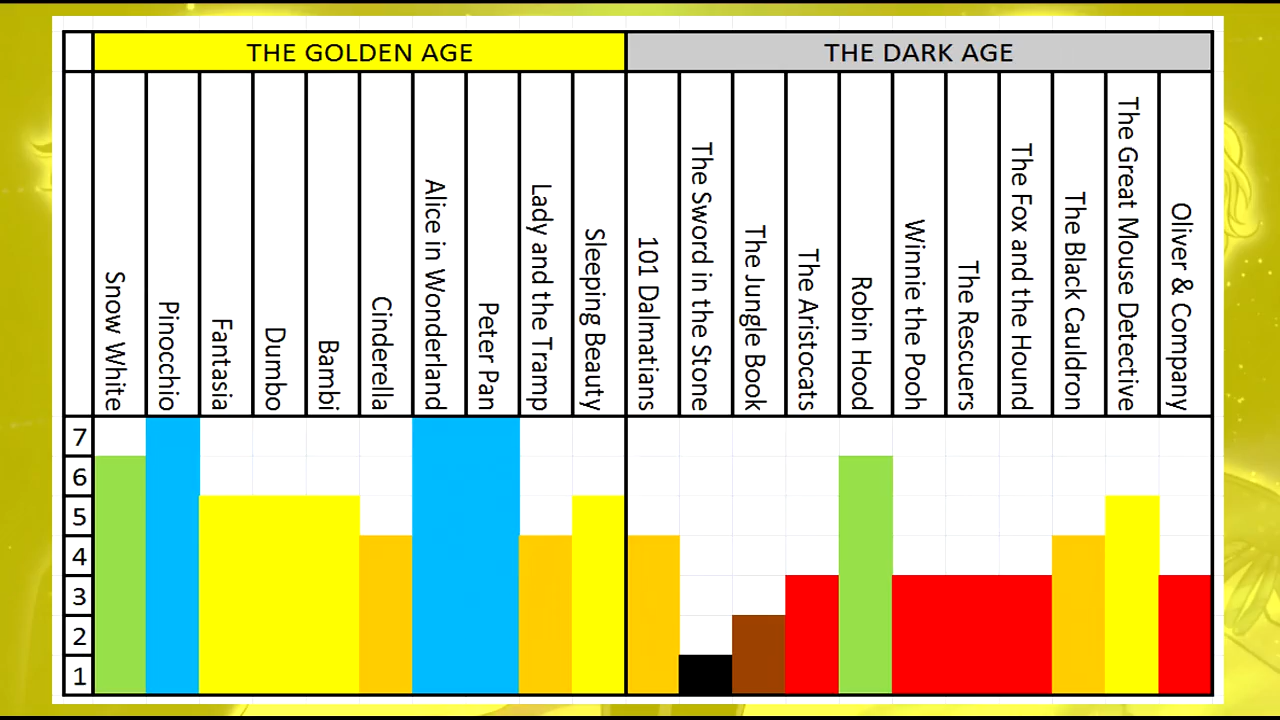 THE GOLDEN AGE
THE DARK AGE
Snow White
Pinocchio
Fantasia
Dumbo
Bambi
Cinderella
Alice in Wonderland
Peter Pan
Lady and the Tramp
Sleeping Beauty
101 Dalmatians
The Sword in the Stone
The Jungle Book
The Aristocats
Robin Hood
Winnie the Pooh
The Rescuers
The Fox and the Hound
The Black Cauldron
The Great Mouse Detective
Oliver & Company
7
6
5
4
3
2
1